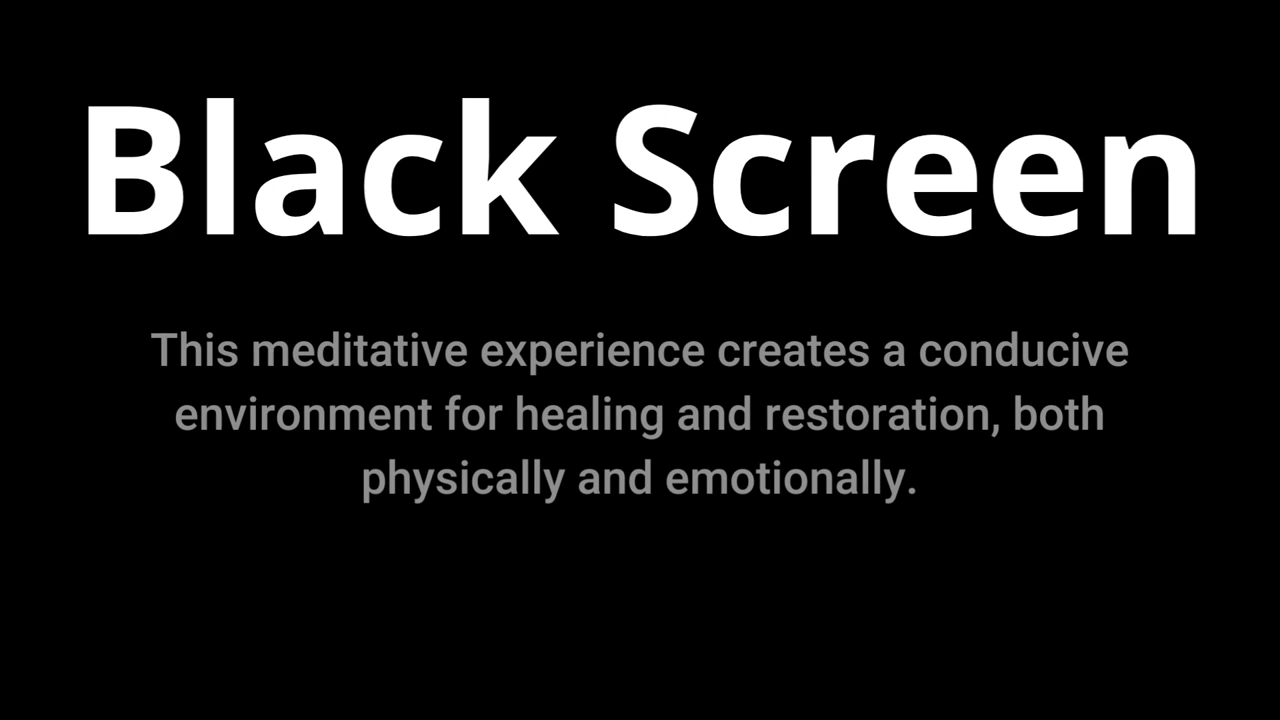 Black Screen
This meditative experience creates a conducive
environment for healing and restoration, both
physically and emotionally.